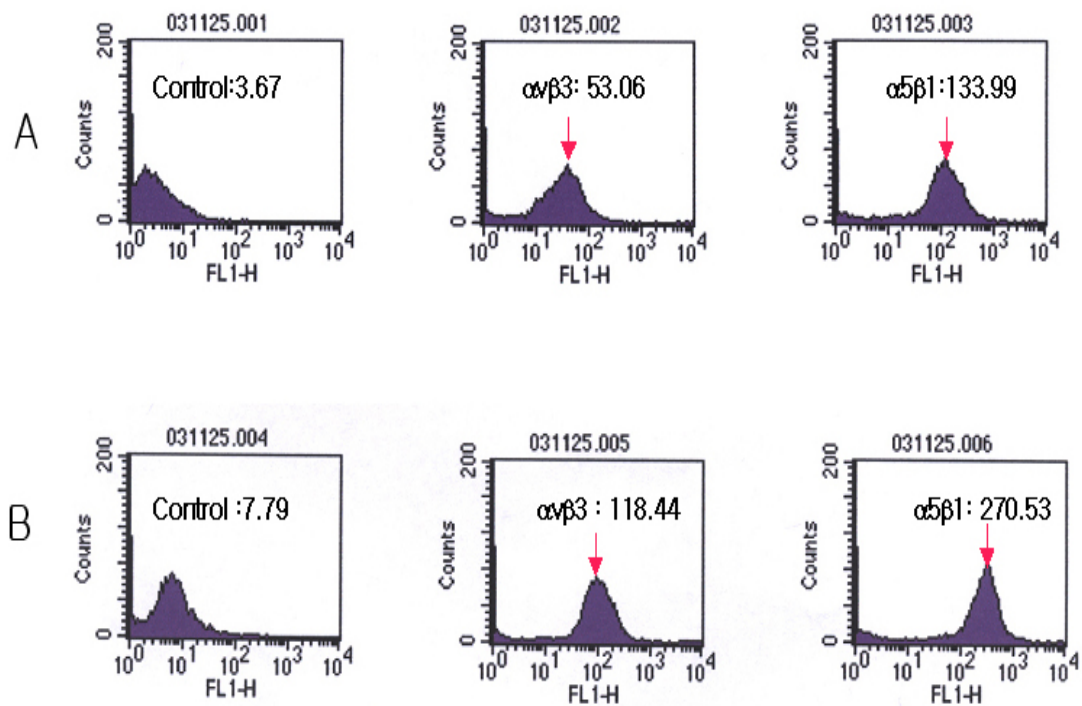 A
031125.001
200
Counts
0
Control:3.67
10⁰ 10¹ 10² 10³ 10⁴
FL1-H
031125.002
200
Counts
0
αvβ3: 53.06
10⁰ 10¹ 10² 10³ 10⁴
FL1-H
031125.003
200
Counts
0
α5β1:133.99
10⁰ 10¹ 10² 10³ 10⁴
FL1-H
B
031125.004
200
Counts
0
Control :7.79
10⁰ 10¹ 10² 10³ 10⁴
FL1-H
031125.005
200
Counts
0
αvβ3 : 118.44
10⁰ 10¹ 10² 10³ 10⁴
FL1-H
031125.006
200
Counts
0
α5β1: 270.53
10⁰ 10¹ 10² 10³ 10⁴
FL1-H